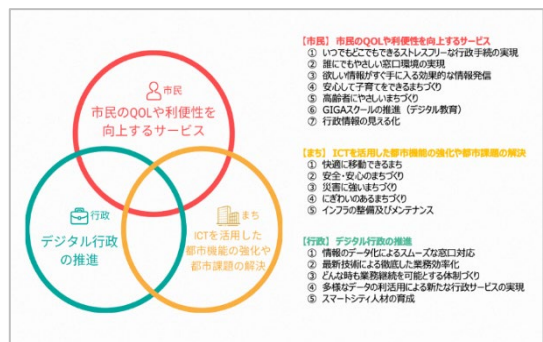 市民
市民のQOLや利便性を
向上するサービス
行政
デジタル行政
の推進
まち
ICTを活用した
都市機能の強化や
都市課題の解決
【市民】市民のQOLや利便性を向上するサービス
① いつでもどこでもできるストレスフリーな行政手続の実現
② 誰にでもやさしい窓口環境の実現
③ 欲しい情報がすぐ手に入る効果的な情報発信
④ 安心して子育てをできるまちづくり
⑤ 高齢者にやさしいまちづくり
⑥ GIGAスクールの推進（デジタル教育）
⑦ 行政情報の見える化
【まち】ICTを活用した都市機能の強化や都市課題の解決
① 快適に移動できるまち
② 安全・安心のまちづくり
③ 災害に強いまちづくり
④ にぎわいのあるまちづくり
⑤ インフラの整備及びメンテナンス
【行政】デジタル行政の推進
① 情報のデータ化によるスムーズな窓口対応
② 最新技術による徹底した業務効率化
③ どんな時も業務継続を可能とする体制づくり
④ 多様なデータの利活用による新たな行政サービスの実現
⑤ スマートシティ人材の育成